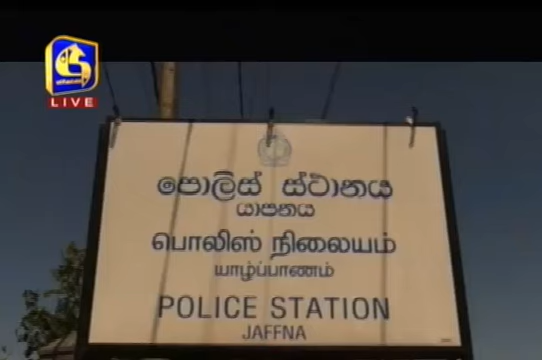 LIVE
පොලිස් ස්ථානය
යාපනය
பொலிஸ் நிலையம்
யாழ்ப்பாணம்
POLICE STATION
JAFFNA